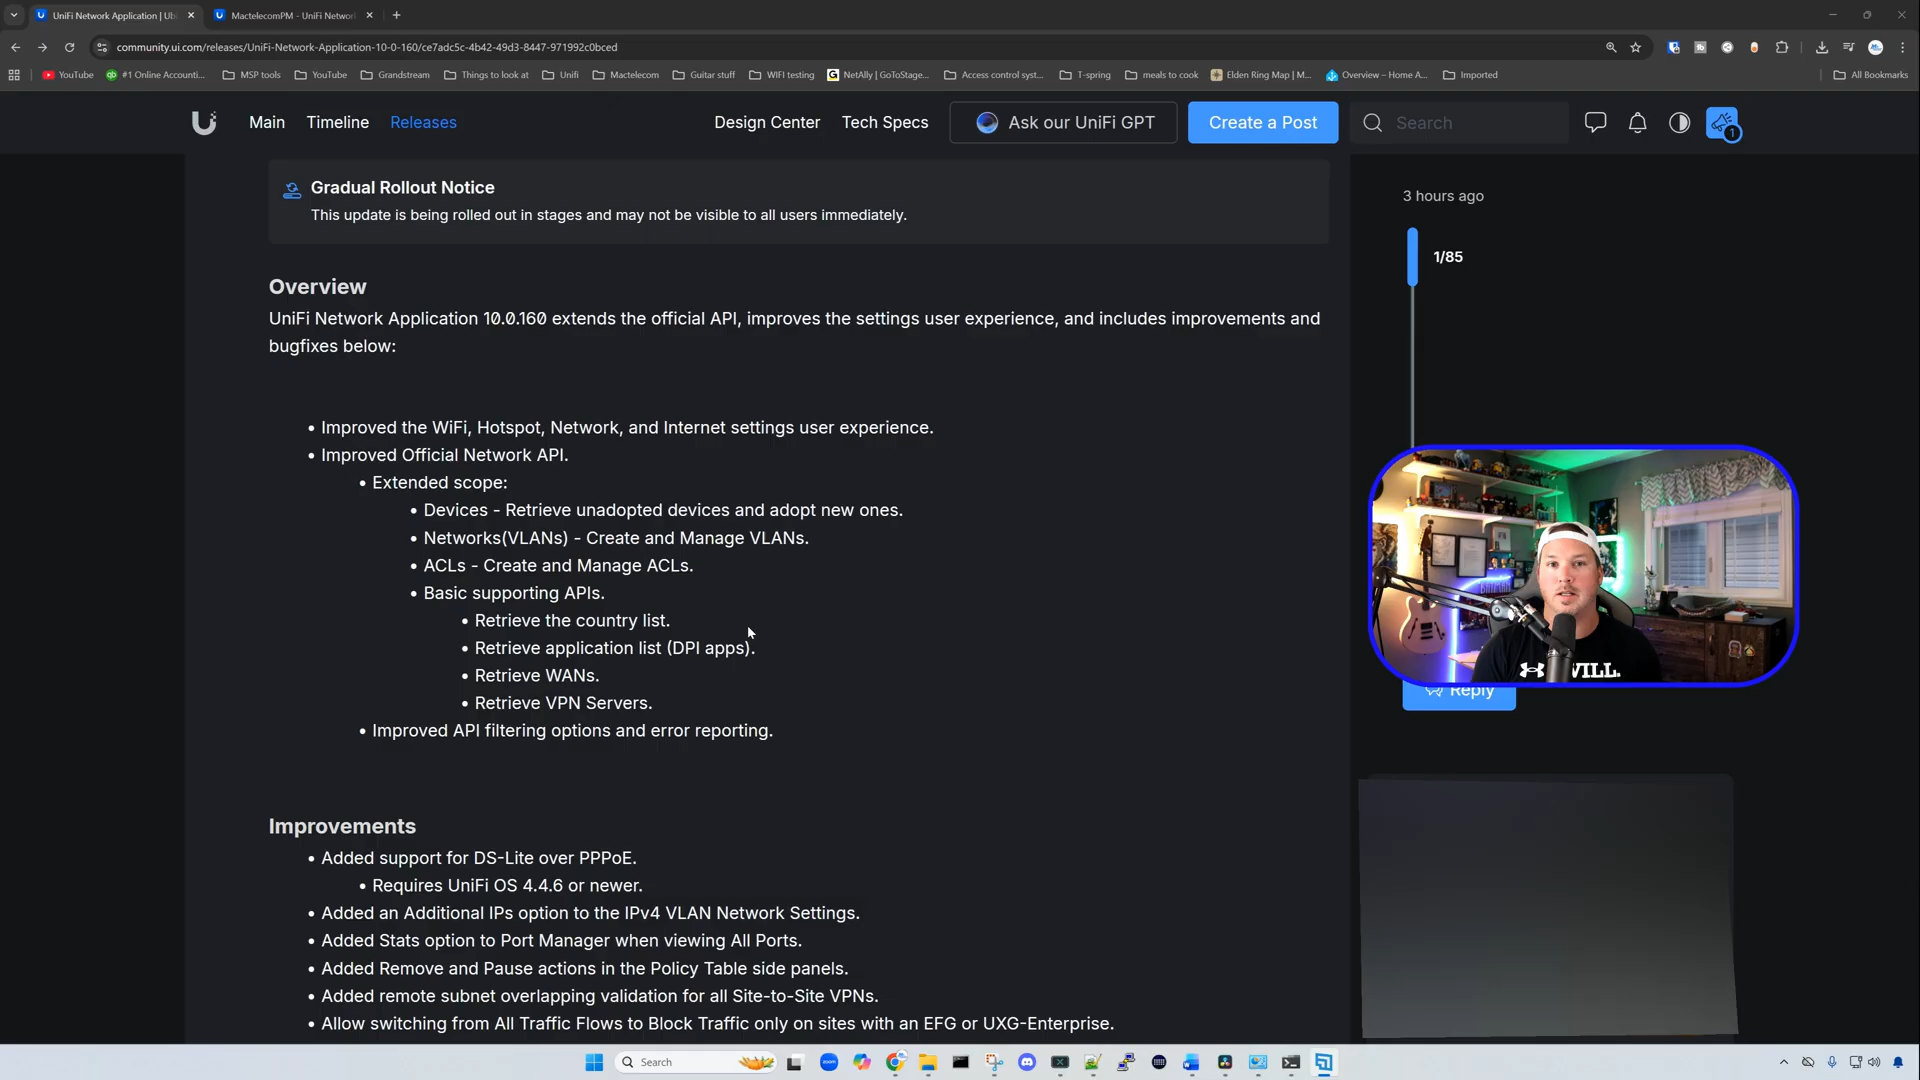 UniFi Network Application | Ubi
MactelecomPM - UniFi Networ
community.ui.com/releases/UniFi-Network-Application-10-0-160/ce7adc5c-4b42-49d3-8447-971992c0bced
YouTube
#1 Online Accounti...
MSP tools
YouTube
Grandstream
Things to look at
Unifi
Mactelecom
Guitar stuff
WIFI testing
NetAlly | GoToStage...
Access control syst...
T-spring
meals to cook
Elden Ring Map | M...
Overview – Home A...
Imported
All Bookmarks
Main
Timeline
Releases
Design Center
Tech Specs
Ask our UniFi GPT
Create a Post
Search
1
Gradual Rollout Notice
This update is being rolled out in stages and may not be visible to all users immediately.
3 hours ago
1/85
Overview
UniFi Network Application 10.0.160 extends the official API, improves the settings user experience, and includes improvements and
bugfixes below:
• Improved the WiFi, Hotspot, Network, and Internet settings user experience.
• Improved Official Network API.
• Extended scope:
• Devices - Retrieve unadopted devices and adopt new ones.
• Networks(VLANs) - Create and Manage VLANs.
• ACLs - Create and Manage ACLs.
• Basic supporting APIs.
• Retrieve the country list.
• Retrieve application list (DPI apps).
• Retrieve WANs.
• Retrieve VPN Servers.
• Improved API filtering options and error reporting.
WILL.
Reply
Improvements
• Added support for DS-Lite over PPPoE.
• Requires UniFi OS 4.4.6 or newer.
• Added an Additional IPs option to the IPv4 VLAN Network Settings.
• Added Stats option to Port Manager when viewing All Ports.
• Added Remove and Pause actions in the Policy Table side panels.
• Added remote subnet overlapping validation for all Site-to-Site VPNs.
• Allow switching from All Traffic Flows to Block Traffic only on sites with an EFG or UXG-Enterprise.
Search